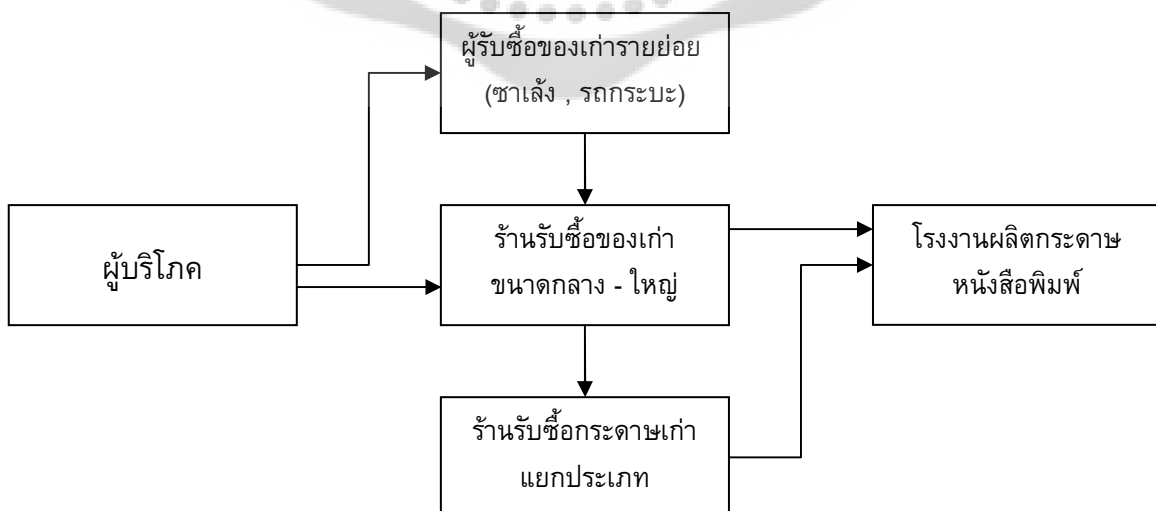 ผู้รับซื้อของเก่ารายย่อย
(ซาเล้ง , รถกระบะ)
ผู้บริโภค
ร้านรับซื้อของเก่า
ขนาดกลาง - ใหญ่
โรงงานผลิตกระดาษ
หนังสือพิมพ์
ร้านรับซื้อกระดาษเก่า
แยกประเภท